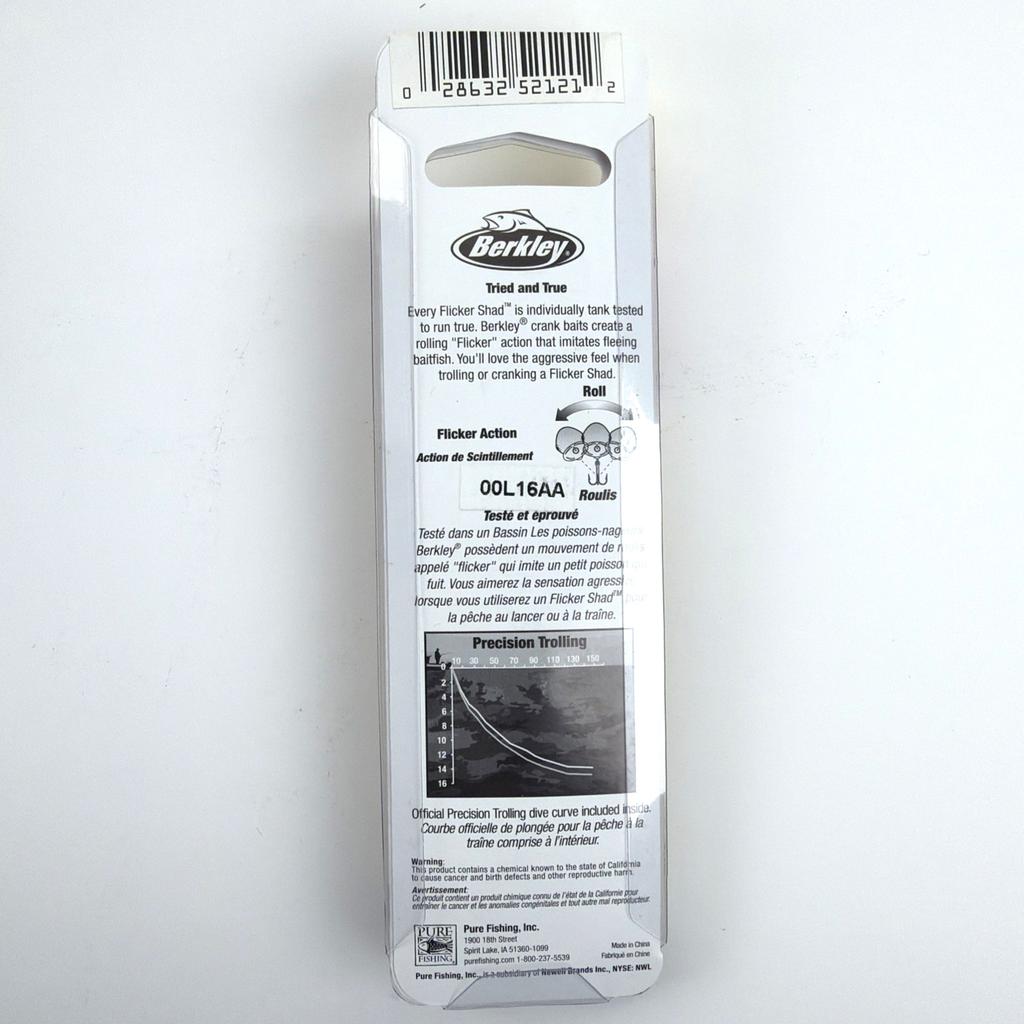 0 28632 52121 2
Berkley®
Tried and True
Every Flicker Shad™ is individually tank tested
to run true. Berkley® crank baits create a
rolling "Flicker" action that imitates fleeing
baitfish. You'll love the aggressive feel when
trolling or cranking a Flicker Shad.
Roll
Flicker Action
Action de Scintillement
00L16AA
Roulis
Testé et éprouvé
Testé dans un Bassin Les
Berkley® possèdent un mouvement de
appelé "flicker" qui imite un petit
fuit. Vous aimerez la sensation
lorsque vous utiliserez un Flicker Shad™
la pêche au lancer ou à la traîne.
Precision Trolling
10 30 50 70 90 110 130 150
0
2
4
6
8
10
12
14
16
Official Precision Trolling dive curve included inside.
Courbe officielle de plongée pour la pêche à la
traîne comprise à l'intérieur.
Warning:
This product contains a chemical known to the state of California
to cause cancer and birth defects and other reproductive harm.
Avertissement:
Ce produit contient un produit chimique connu de l'état de la Californie pour
entraîner le cancer et les anomalies congénitales et tout autre mal reproducteur.
PURE
FISHING®
Pure Fishing, Inc.
1900 18th Street
Spirit Lake, IA 51360-1099
purefishing.com 1-800-237-5539
Made in China
Fabriqué en Chine
Pure Fishing, Inc., is a subsidiary of Newell Brands Inc., NYSE: NWL